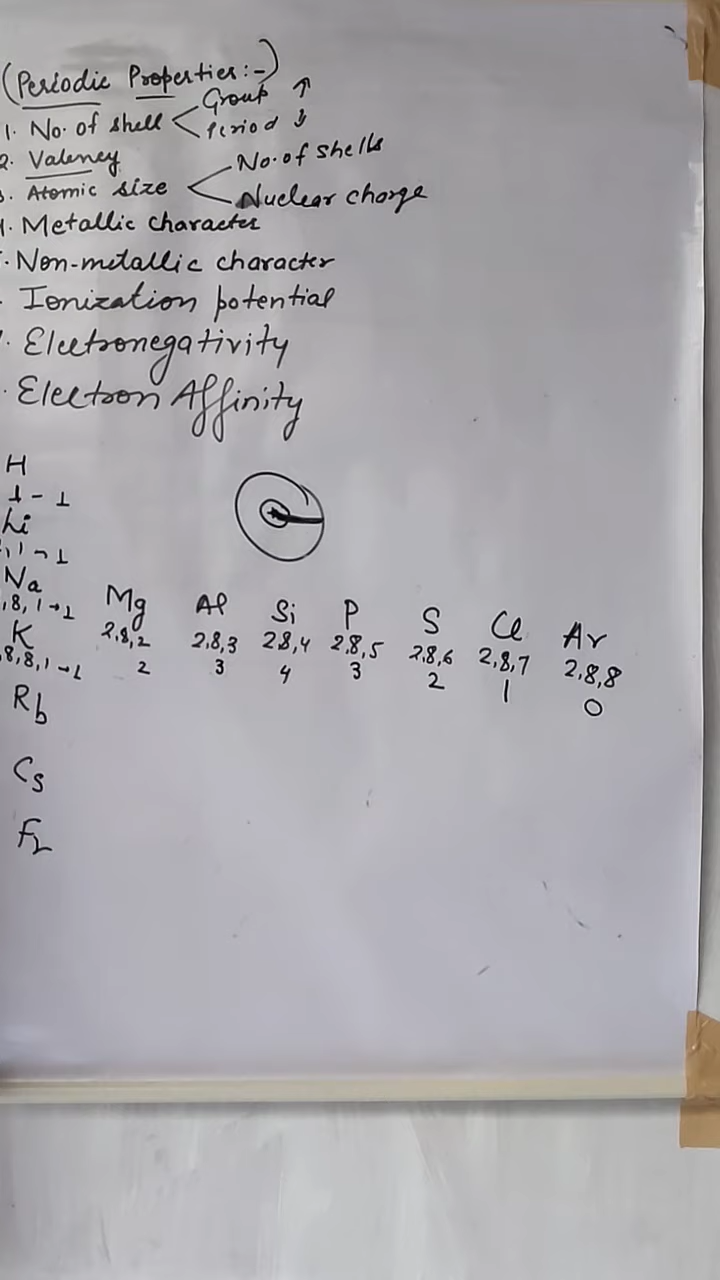 (Periodic Properties:-)
1. No. of shell Group ↑
Period ↓
2. Valency
3. Atomic size No. of shells
Nuclear charge
4. Metallic character
Non-metallic character
Ionization potential
Electronegativity
Electron Affinity
H
1 - 1
Li
,1 → 1
Na Mg Al Si P S Cl Ar
,8,1 → 1 2,8,2 2,8,3 2,8,4 2,8,5 2,8,6 2,8,7 2,8,8
2 3 4 3 2 1 0
K
8,8,1 → 1
Rb
Cs
Fr